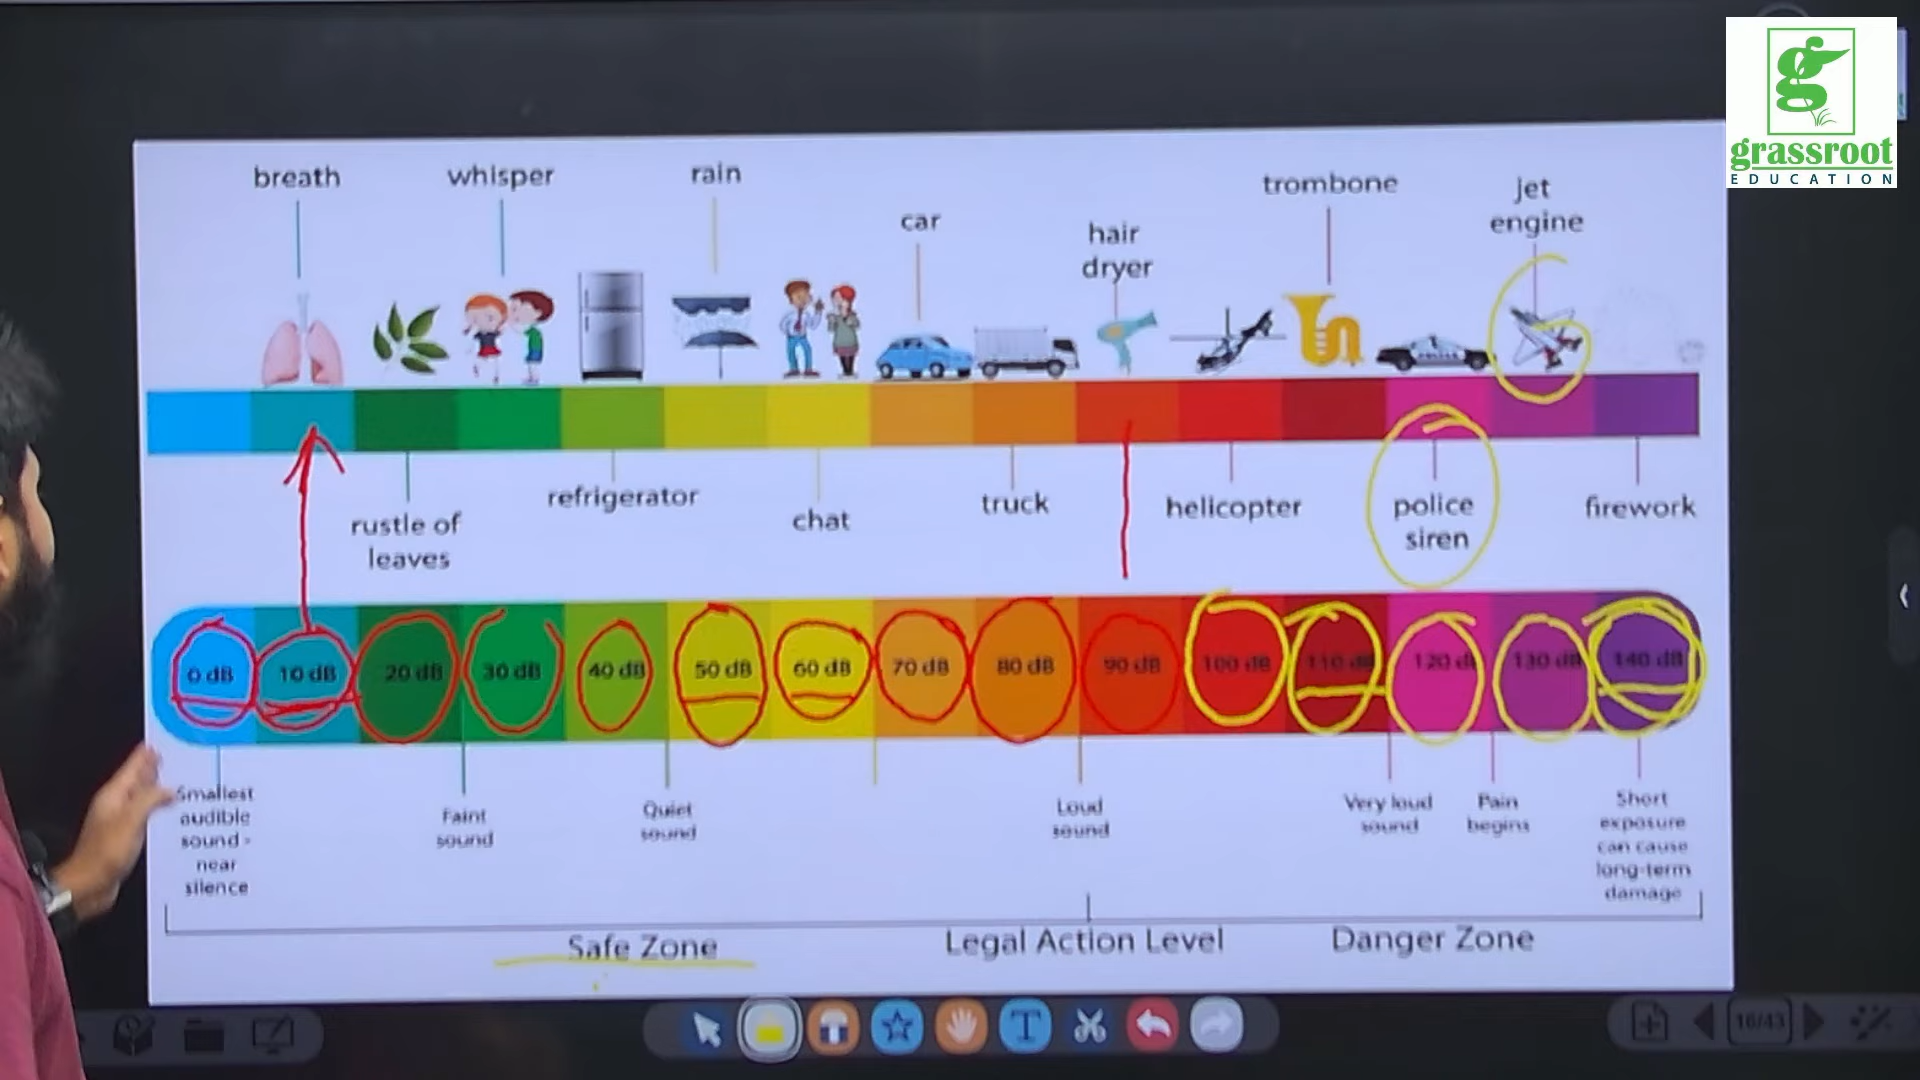 grassroot
EDUCATION
breath
whisper
rain
car
hair
dryer
trombone
jet
engine
rustle of
leaves
refrigerator
chat
truck
helicopter
police
siren
firework
0 dB
10 dB
20 dB
30 dB
40 dB
50 dB
60 dB
70 dB
80 dB
90 dB
100 dB
110 dB
120 d
130 dB
140 dB
Smallest
audible
sound -
near
silence
Faint
sound
Quiet
sound
Loud
sound
Very loud
sound
Pain
begins
Short
exposure
can cause
long-term
damage
Safe Zone
Legal Action Level
Danger Zone
T
16/43